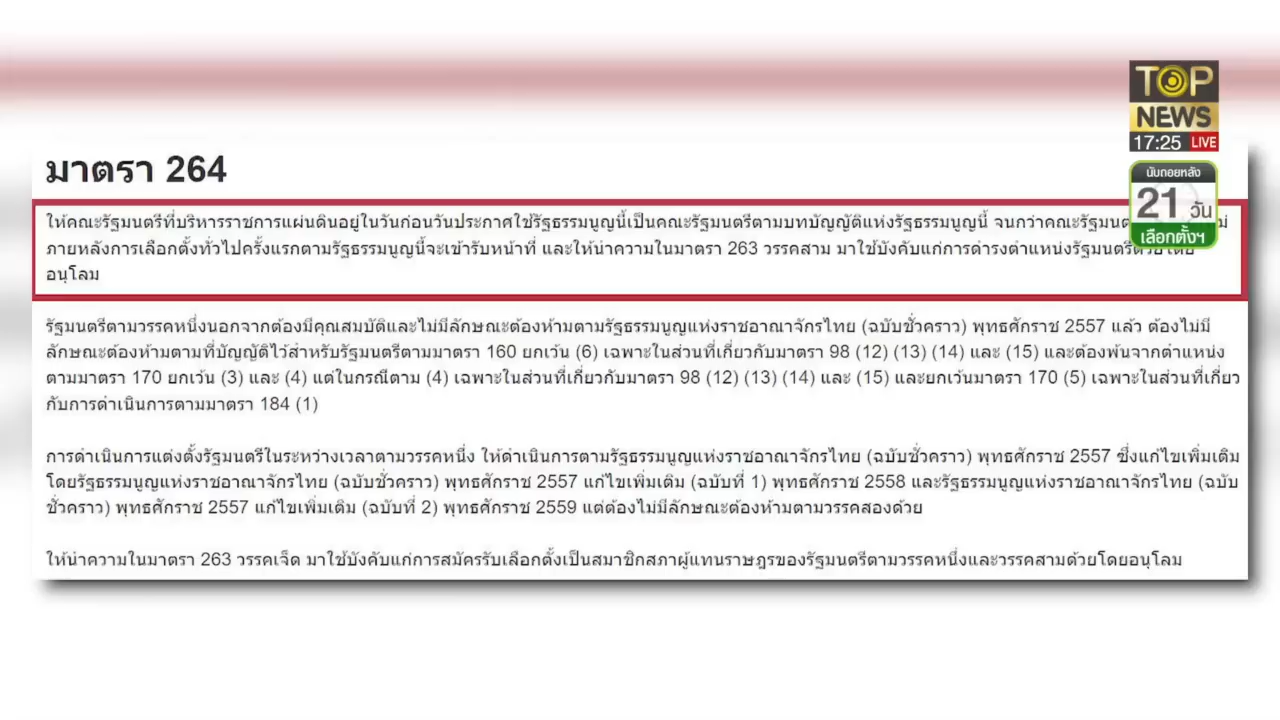 TOP
NEWS
17:25 LIVE
นับถอยหลัง
21 วัน
เลือกตั้งฯ
มาตรา 264
ให้คณะรัฐมนตรีที่บริหารราชการแผ่นดินอยู่ในวันก่อนวันประกาศใช้รัฐธรรมนูญนี้เป็นคณะรัฐมนตรีตามบทบัญญัติแห่งรัฐธรรมนูญนี้ จนกว่าคณะรัฐมนต
ภายหลังการเลือกตั้งทั่วไปครั้งแรกตามรัฐธรรมนูญนี้จะเข้ารับหน้าที่ และให้นำความในมาตรา 263 วรรคสาม มาใช้บังคับแก่การดำรงตำแหน่งรัฐมนตรีด้วยโดย
อนุโลม
รัฐมนตรีตามวรรคหนึ่งนอกจากต้องมีคุณสมบัติและไม่มีลักษณะต้องห้ามตามรัฐธรรมนูญแห่งราชอาณาจักรไทย (ฉบับชั่วคราว) พุทธศักราช 2557 แล้ว ต้องไม่มี
ลักษณะต้องห้ามตามที่บัญญัติไว้สำหรับรัฐมนตรีตามมาตรา 160 ยกเว้น (6) เฉพาะในส่วนที่เกี่ยวกับมาตรา 98 (12) (13) (14) และ (15) และต้องพ้นจากตำแหน่ง
ตามมาตรา 170 ยกเว้น (3) และ (4) แต่ในกรณีตาม (4) เฉพาะในส่วนที่เกี่ยวกับมาตรา 98 (12) (13) (14) และ (15) และยกเว้นมาตรา 170 (5) เฉพาะในส่วนที่เกี่ยว
กับการดำเนินการตามมาตรา 184 (1)
การดำเนินการแต่งตั้งรัฐมนตรีในระหว่างเวลาตามวรรคหนึ่ง ให้ดำเนินการตามรัฐธรรมนูญแห่งราชอาณาจักรไทย (ฉบับชั่วคราว) พุทธศักราช 2557 ซึ่งแก้ไขเพิ่มเติม
โดยรัฐธรรมนูญแห่งราชอาณาจักรไทย (ฉบับชั่วคราว) พุทธศักราช 2557 แก้ไขเพิ่มเติม (ฉบับที่ 1) พุทธศักราช 2558 และรัฐธรรมนูญแห่งราชอาณาจักรไทย (ฉบับ
ชั่วคราว) พุทธศักราช 2557 แก้ไขเพิ่มเติม (ฉบับที่ 2) พุทธศักราช 2559 แต่ต้องไม่มีลักษณะต้องห้ามตามวรรคสองด้วย
ให้นำความในมาตรา 263 วรรคเจ็ด มาใช้บังคับแก่การสมัครรับเลือกตั้งเป็นสมาชิกสภาผู้แทนราษฎรของรัฐมนตรีตามวรรคหนึ่งและวรรคสามด้วยโดยอนุโลม